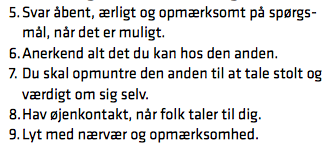 5. Svar åbent, ærligt og opmærksomt på spørgs-
mål, når det er muligt.
6. Anerkend alt det du kan hos den anden.
7. Du skal opmuntre den anden til at tale stolt og
værdigt om sig selv.
8. Hav øjenkontakt, når folk taler til dig.
9. Lyt med nærvær og opmærksomhed.